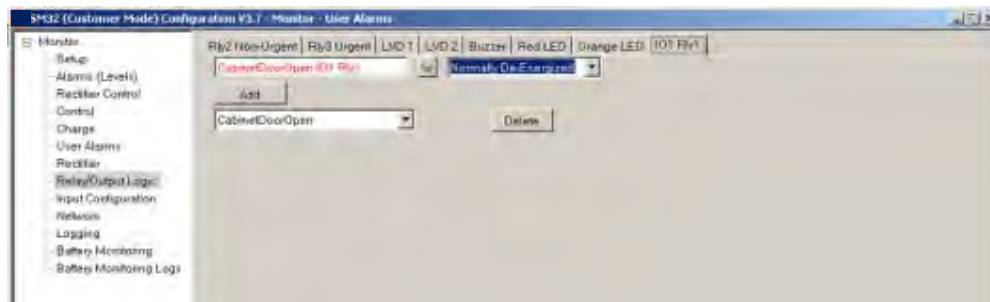 SM32 (Customer Mode) Configuration V3.7 - Monitor - User Alarms
Monitor
Setup
Alarms (Levels)
Rectifier Control
Control
Charge
User Alarms
Rectifier
Relay/Output Logic
Input Configuration
Network
Logging
Battery Monitoring
Battery Monitoring Logs
Rly2 Non-Urgent Rly3 Urgent LVD 1 LVD 2 Buzzer Red LED Orange LED IO1 Rly1
CabinetDoorOpen IO1 Rly1 Normally De-Energized
Add
CabinetDoorOpen Delete